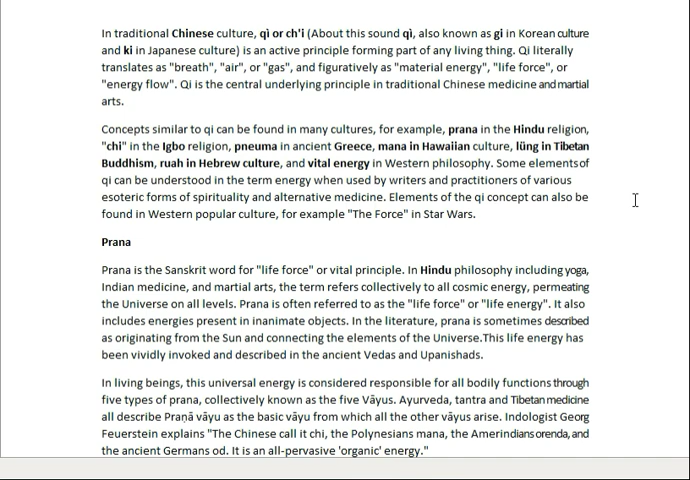 In traditional Chinese culture, qì or ch'i (About this sound qì, also known as gi in Korean culture
and ki in Japanese culture) is an active principle forming part of any living thing. Qi literally
translates as "breath", "air", or "gas", and figuratively as "material energy", "life force", or
"energy flow". Qi is the central underlying principle in traditional Chinese medicine and martial
arts.
Concepts similar to qi can be found in many cultures, for example, prana in the Hindu religion,
"chi" in the Igbo religion, pneuma in ancient Greece, mana in Hawaiian culture, lüng in Tibetan
Buddhism, ruah in Hebrew culture, and vital energy in Western philosophy. Some elements of
qi can be understood in the term energy when used by writers and practitioners of various
esoteric forms of spirituality and alternative medicine. Elements of the qi concept can also be
found in Western popular culture, for example "The Force" in Star Wars.
Prana
Prana is the Sanskrit word for "life force" or vital principle. In Hindu philosophy including yoga,
Indian medicine, and martial arts, the term refers collectively to all cosmic energy, permeating
the Universe on all levels. Prana is often referred to as the "life force" or "life energy". It also
includes energies present in inanimate objects. In the literature, prana is sometimes described
as originating from the Sun and connecting the elements of the Universe.This life energy has
been vividly invoked and described in the ancient Vedas and Upanishads.
In living beings, this universal energy is considered responsible for all bodily functions through
five types of prana, collectively known as the five Vāyus. Ayurveda, tantra and Tibetan medicine
all describe Praṇā vāyu as the basic vāyu from which all the other vāyus arise. Indologist Georg
Feuerstein explains "The Chinese call it chi, the Polynesians mana, the Amerindians orenda, and
the ancient Germans od. It is an all-pervasive 'organic' energy."